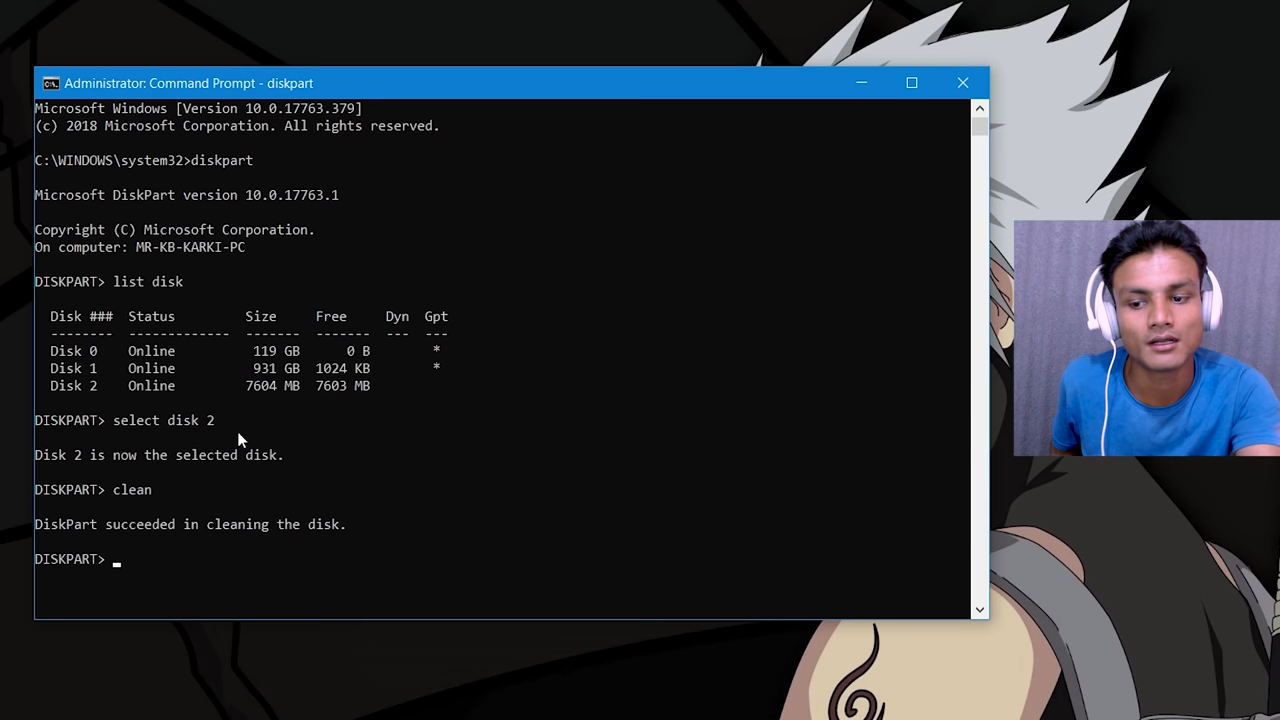 Administrator: Command Prompt - diskpart
Microsoft Windows [Version 10.0.17763.379]
(c) 2018 Microsoft Corporation. All rights reserved.
C:\WINDOWS\system32>diskpart
Microsoft DiskPart version 10.0.17763.1
Copyright (C) Microsoft Corporation.
On computer: MR-KB-KARKI-PC
DISKPART> list disk
Disk ### Status Size Free Dyn Gpt
-------- ------------- ------- ------- --- ---
Disk 0 Online 119 GB 0 B *
Disk 1 Online 931 GB 1024 KB *
Disk 2 Online 7604 MB 7603 MB
DISKPART> select disk 2
Disk 2 is now the selected disk.
DISKPART> clean
DiskPart succeeded in cleaning the disk.
DISKPART>